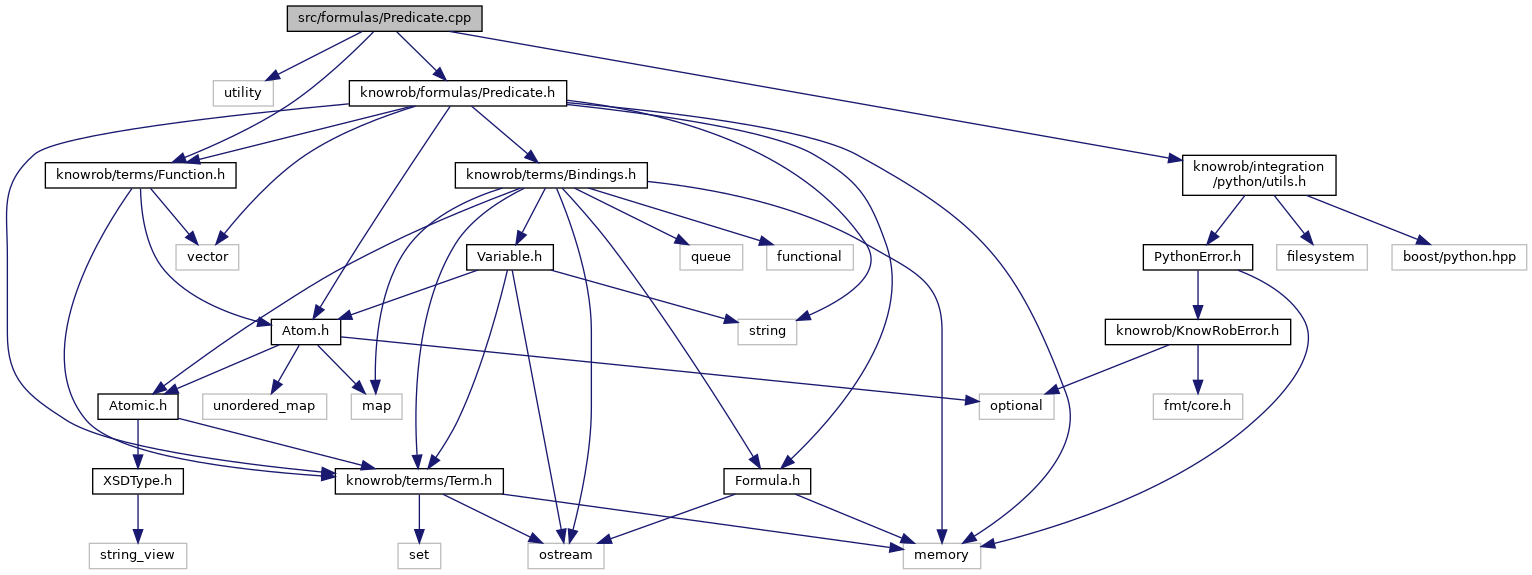 src/formulas/Predicate.cpp
utility
knowrob/formulas/Predicate.h
knowrob/terms/Function.h
knowrob/terms/Bindings.h
knowrob/integration
/python/utils.h
vector
Variable.h
queue
functional
PythonError.h
filesystem
boost/python.hpp
Atom.h
string
knowrob/KnowRobError.h
Atomic.h
unordered_map
map
optional
fmt/core.h
XSDType.h
knowrob/terms/Term.h
Formula.h
string_view
set
ostream
memory